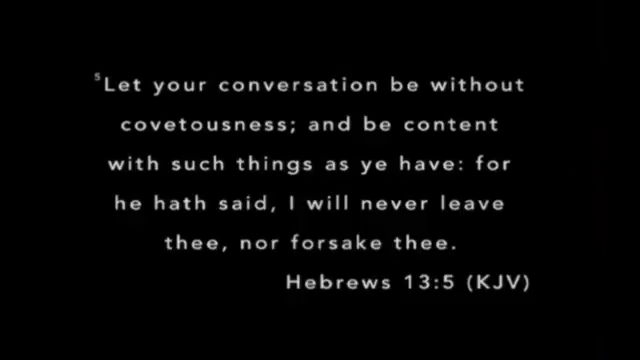 ⁵Let your conversation be without
covetousness; and be content
with such things as ye have: for
he hath said, I will never leave
thee, nor forsake thee.
Hebrews 13:5 (KJV)